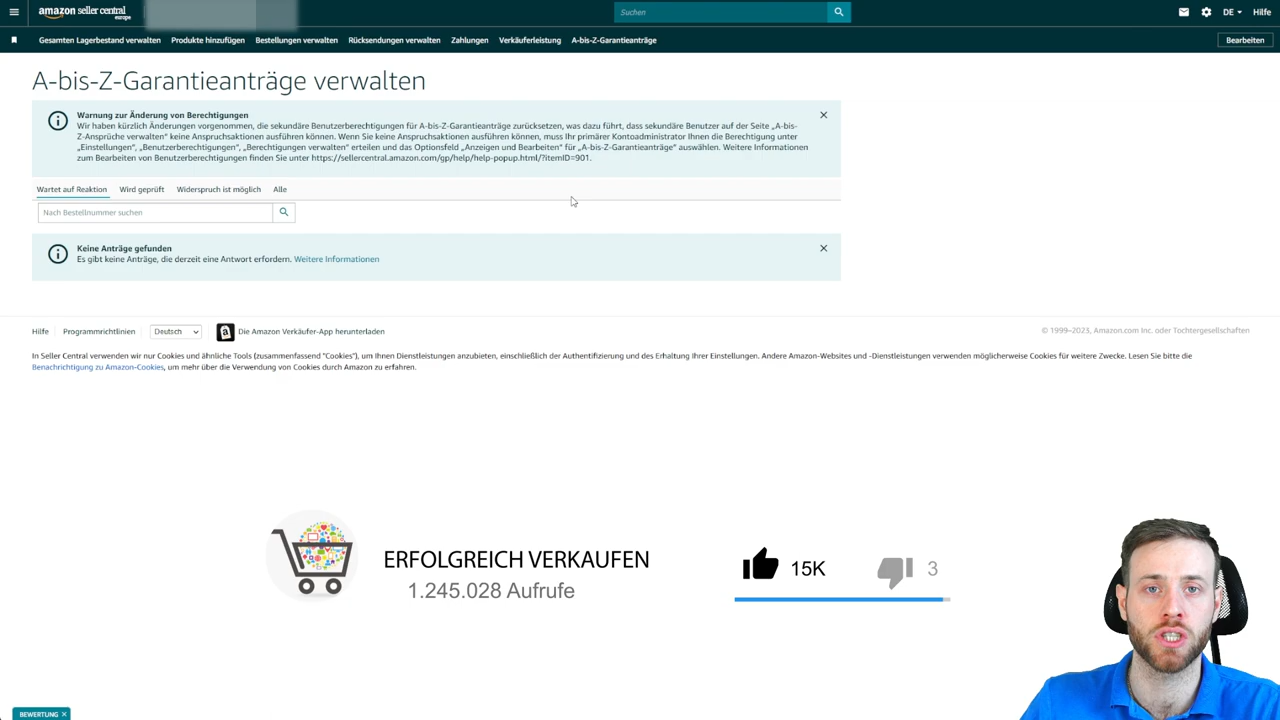 amazon seller central
europe
Suchen
DE
Hilfe
Gesamten Lagerbestand verwalten
Produkte hinzufügen
Bestellungen verwalten
Rücksendungen verwalten
Zahlungen
Verkäuferleistung
A-bis-Z-Garantieanträge
Bearbeiten
A-bis-Z-Garantieanträge verwalten
Warnung zur Änderung von Berechtigungen
Wir haben kürzlich Änderungen vorgenommen, die sekundäre Benutzerberechtigungen für A-bis-Z-Garantieanträge zurücksetzen, was dazu führt, dass sekundäre Benutzer auf der Seite „A-bis-
Z-Ansprüche verwalten“ keine Anspruchsaktionen ausführen können. Wenn Sie keine Anspruchsaktionen ausführen können, muss Ihr primärer Kontoadministrator Ihnen die Berechtigung unter
„Einstellungen“, „Benutzerberechtigungen“, „Berechtigungen verwalten“ erteilen und das Optionsfeld „Anzeigen und Bearbeiten“ für „A-bis-Z-Garantieanträge“ auswählen. Weitere Informationen
zum Bearbeiten von Benutzerberechtigungen finden Sie unter https://sellercentral.amazon.com/gp/help/help-popup.html/?itemID=901.
Wartet auf Reaktion
Wird geprüft
Widerspruch ist möglich
Alle
Nach Bestellnummer suchen
Keine Anträge gefunden
Es gibt keine Anträge, die derzeit eine Antwort erfordern. Weitere Informationen
Hilfe
Programmrichtlinien
Deutsch
Die Amazon Verkäufer-App herunterladen
© 1999–2023, Amazon.com Inc. oder Tochtergesellschaften
In Seller Central verwenden wir nur Cookies und ähnliche Tools (zusammenfassend "Cookies"), um Ihnen Dienstleistungen anzubieten, einschließlich der Authentifizierung und des Erhaltung Ihrer Einstellungen. Andere Amazon-Websites und -Dienstleistungen verwenden möglicherweise Cookies für weitere Zwecke. Lesen Sie bitte die
Benachrichtigung zu Amazon-Cookies, um mehr über die Verwendung von Cookies durch Amazon zu erfahren.
ERFOLGREICH VERKAUFEN
1.245.028 Aufrufe
15K
3
BEWERTUNG